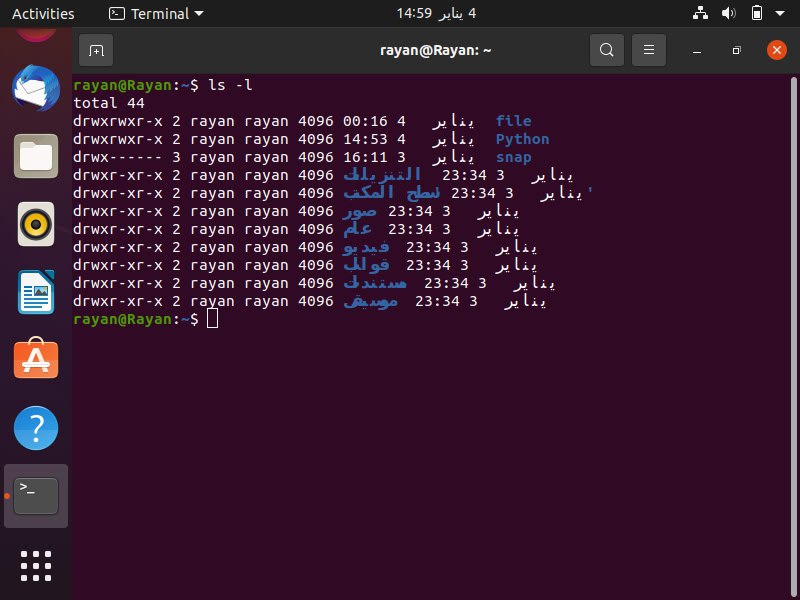 Activities Terminal 4 يناير 14:59
rayan@Rayan: ~
rayan@Rayan:~$ ls -l
total 44
drwxrwxr-x 2 rayan rayan 4096 يناير 4 00:16 file
drwxrwxr-x 2 rayan rayan 4096 يناير 4 14:53 Python
drwx------ 3 rayan rayan 4096 يناير 3 16:11 snap
drwxr-xr-x 2 rayan rayan 4096 يناير 3 23:34 التنزيلات
drwxr-xr-x 2 rayan rayan 4096 يناير 3 23:34 'سطح المكتب'
drwxr-xr-x 2 rayan rayan 4096 يناير 3 23:34 صور
drwxr-xr-x 2 rayan rayan 4096 يناير 3 23:34 عام
drwxr-xr-x 2 rayan rayan 4096 يناير 3 23:34 فيديو
drwxr-xr-x 2 rayan rayan 4096 يناير 3 23:34 قوالب
drwxr-xr-x 2 rayan rayan 4096 يناير 3 23:34 مستندات
drwxr-xr-x 2 rayan rayan 4096 يناير 3 23:34 موسيقى
rayan@Rayan:~$